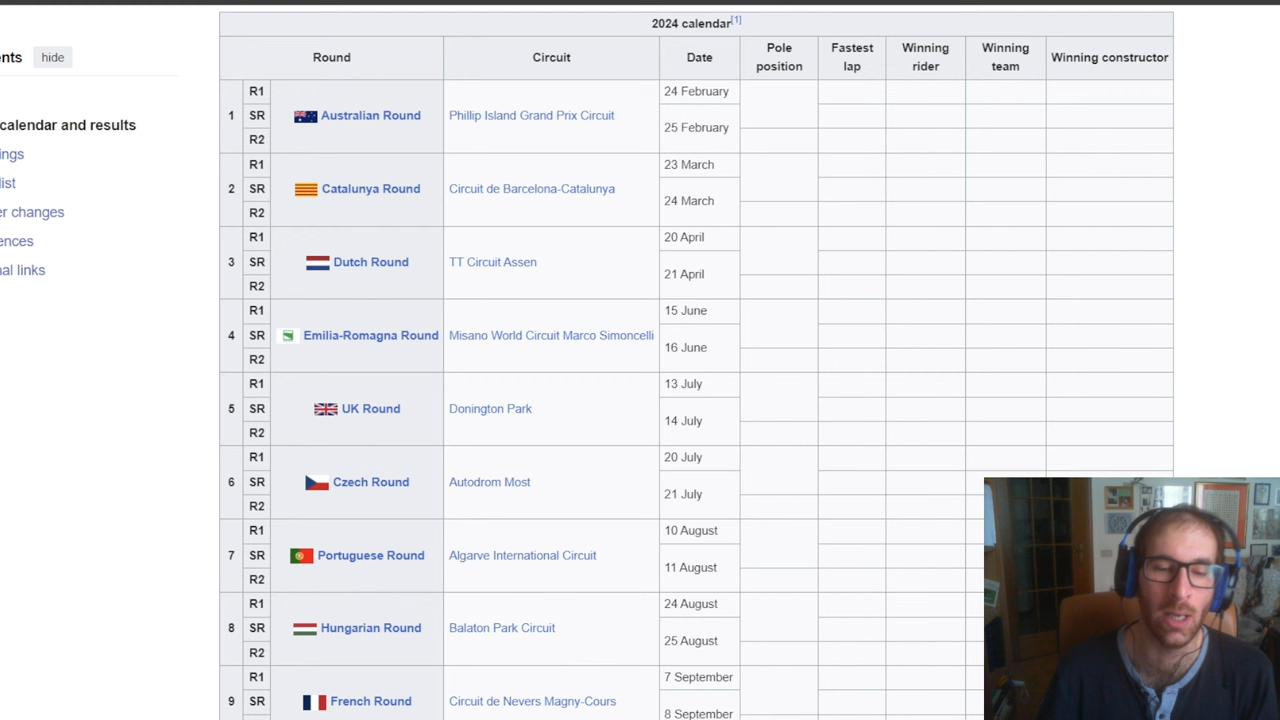 2024 calendar[1]
ents hide
Round Circuit Date Pole position Fastest lap Winning rider Winning team Winning constructor
calendar and results
ings
list
er changes
ences
nal links
1 R1 SR R2 Australian Round Phillip Island Grand Prix Circuit 24 February 25 February
2 R1 SR R2 Catalunya Round Circuit de Barcelona-Catalunya 23 March 24 March
3 R1 SR R2 Dutch Round TT Circuit Assen 20 April 21 April
4 R1 SR R2 Emilia-Romagna Round Misano World Circuit Marco Simoncelli 15 June 16 June
5 R1 SR R2 UK Round Donington Park 13 July 14 July
6 R1 SR R2 Czech Round Autodrom Most 20 July 21 July
7 R1 SR R2 Portuguese Round Algarve International Circuit 10 August 11 August
8 R1 SR R2 Hungarian Round Balaton Park Circuit 24 August 25 August
9 R1 SR French Round Circuit de Nevers Magny-Cours 7 September 8 September